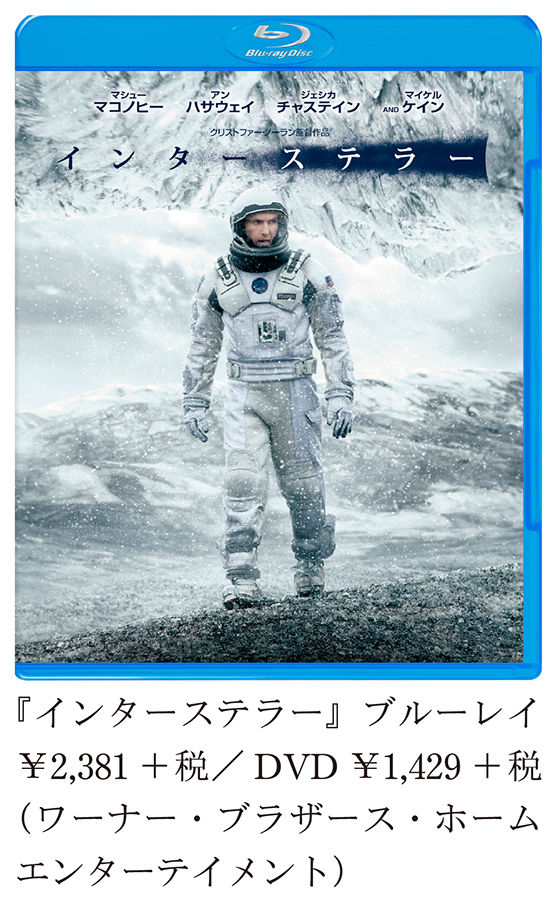 Blu-ray Disc
マシュー アン ジェシカ マイケル
マコノヒー ハサウェイ チャステイン AND ケイン
クリストファー・ノーラン監督作品
インターステラー
COOPER
『インターステラー』ブルーレイ
￥2,381＋税／DVD ￥1,429＋税
（ワーナー・ブラザース・ホーム
エンターテイメント）